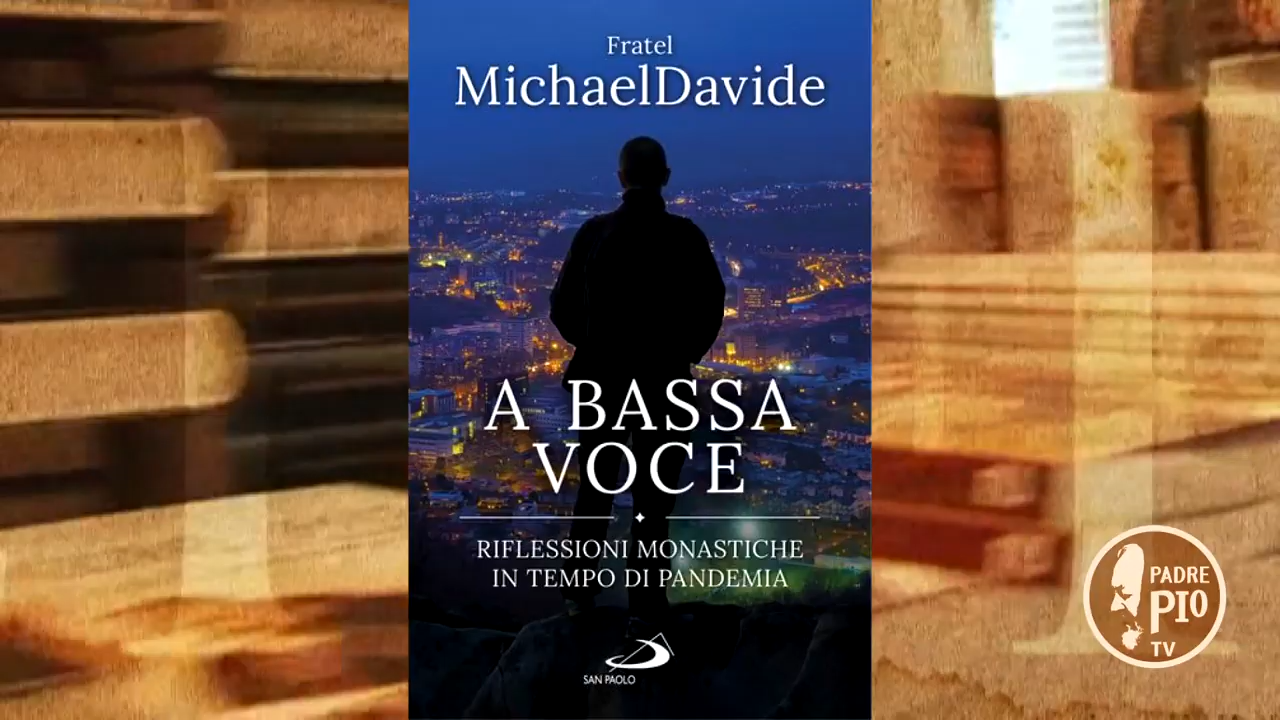 Fratel
MichaelDavide
A BASSA
VOCE
RIFLESSIONI MONASTICHE
IN TEMPO DI PANDEMIA
SAN PAOLO
PADRE
PIO
TV